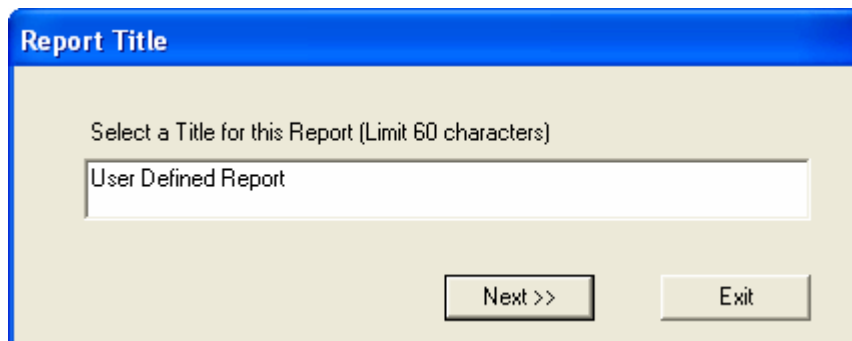 Report Title
Select a Title for this Report (Limit 60 characters)
User Defined Report
Next >>
Exit